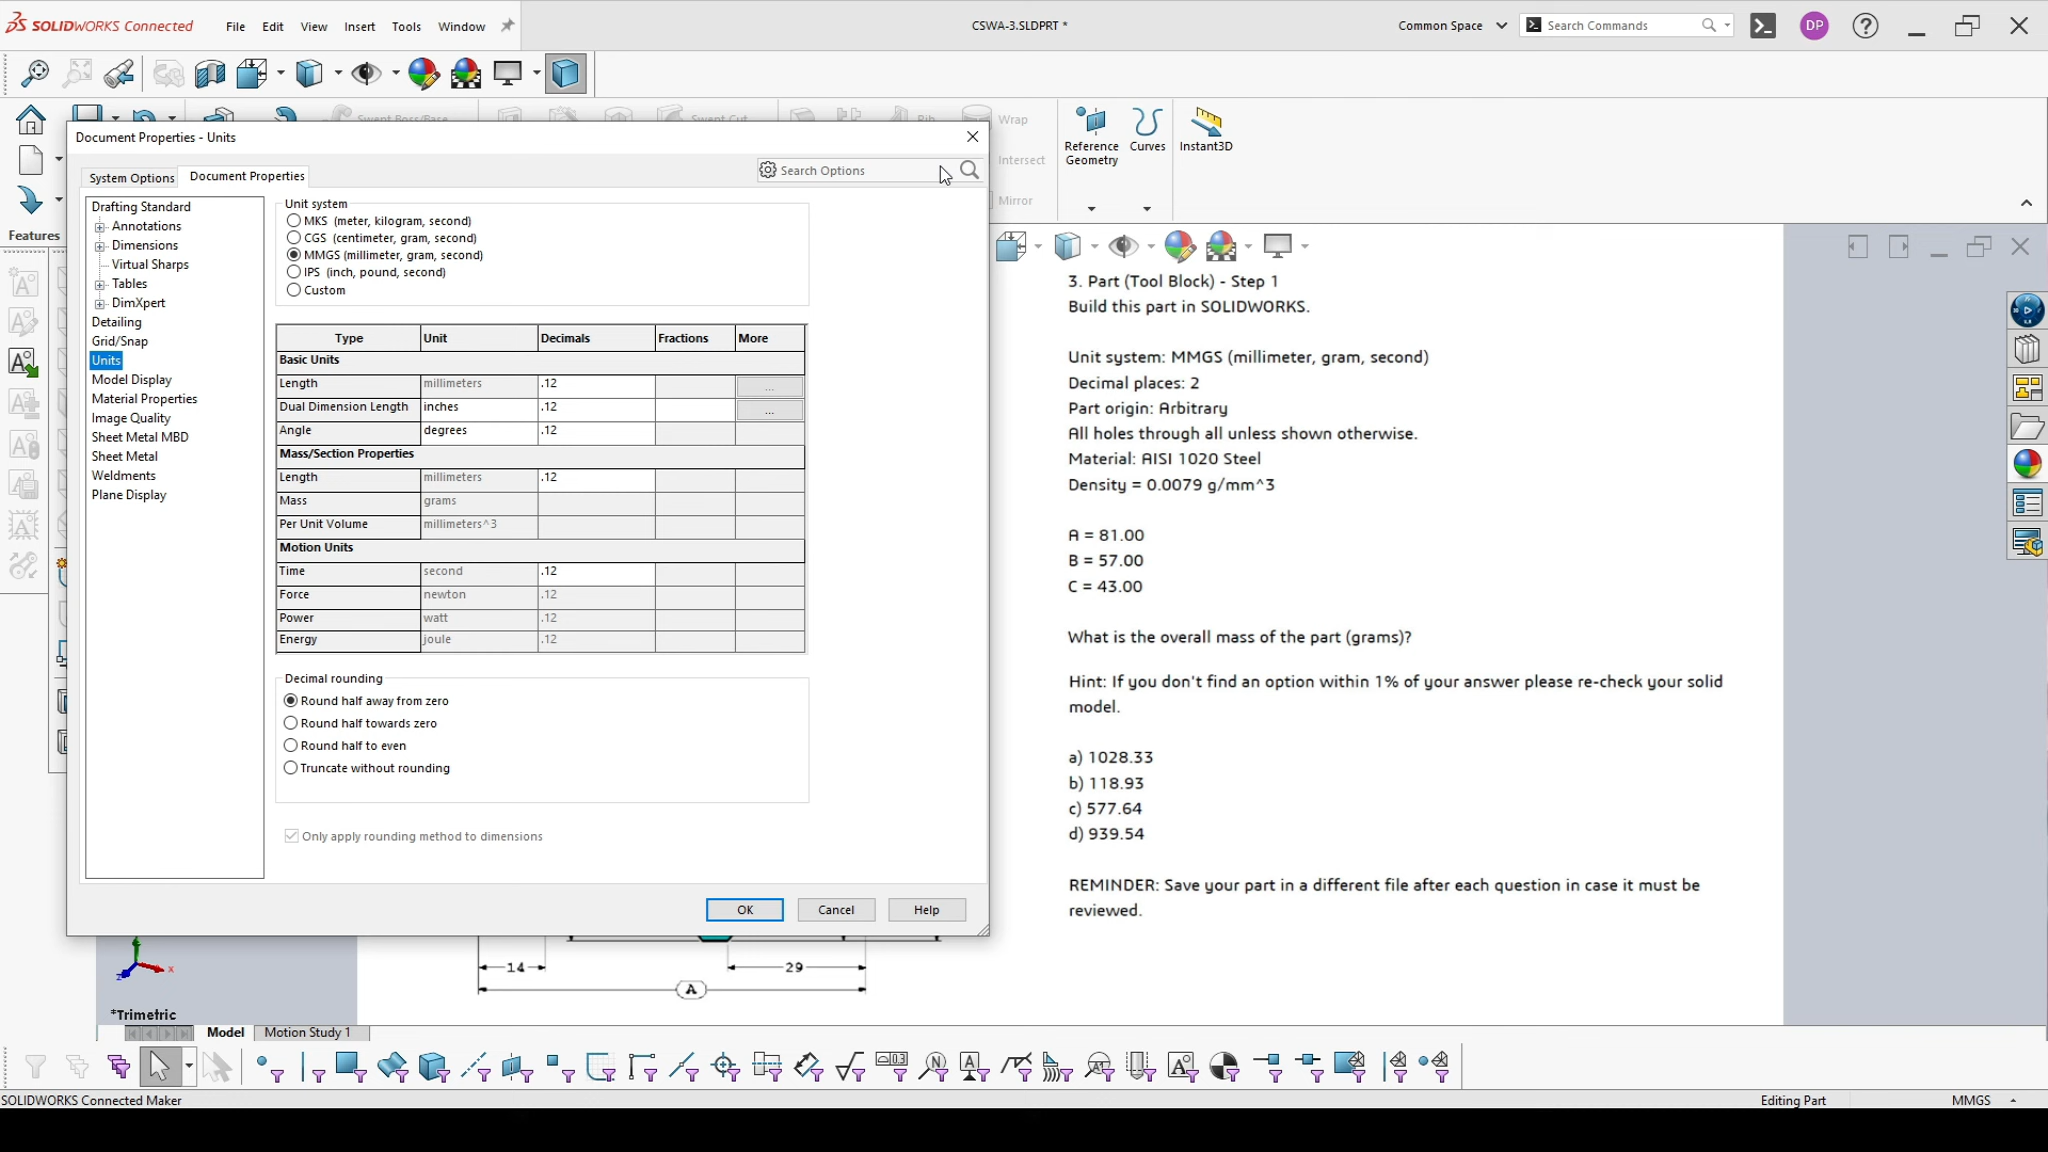 SOLIDWORKS Connected
File Edit View Insert Tools Window
CSWA-3.SLDPRT *
Common Space
Search Commands
DP
Swept Boss/Base
Swept Cut
Rib
Wrap
Intersect
Mirror
Reference Geometry
Curves
Instant3D
Features
Document Properties - Units
System Options
Document Properties
Search Options
Drafting Standard
Annotations
Dimensions
Virtual Sharps
Tables
DimXpert
Detailing
Grid/Snap
Units
Model Display
Material Properties
Image Quality
Sheet Metal MBD
Sheet Metal
Weldments
Plane Display
Unit system
MKS (meter, kilogram, second)
CGS (centimeter, gram, second)
MMGS (millimeter, gram, second)
IPS (inch, pound, second)
Custom
Type Unit Decimals Fractions More
Basic Units
Length millimeters .12 ...
Dual Dimension Length inches .12 ...
Angle degrees .12
Mass/Section Properties
Length millimeters .12
Mass grams
Per Unit Volume millimeters^3
Motion Units
Time second .12
Force newton .12
Power watt .12
Energy joule .12
Decimal rounding
Round half away from zero
Round half towards zero
Round half to even
Truncate without rounding
Only apply rounding method to dimensions
OK Cancel Help
3. Part (Tool Block) - Step 1
Build this part in SOLIDWORKS.
Unit system: MMGS (millimeter, gram, second)
Decimal places: 2
Part origin: Arbitrary
All holes through all unless shown otherwise.
Material: AISI 1020 Steel
Density = 0.0079 g/mm^3
A = 81.00
B = 57.00
C = 43.00
What is the overall mass of the part (grams)?
Hint: If you don't find an option within 1% of your answer please re-check your solid
model.
a) 1028.33
b) 118.93
c) 577.64
d) 939.54
REMINDER: Save your part in a different file after each question in case it must be
reviewed.
14 29
A
*Trimetric
Model Motion Study 1
SOLIDWORKS Connected Maker
Editing Part
MMGS